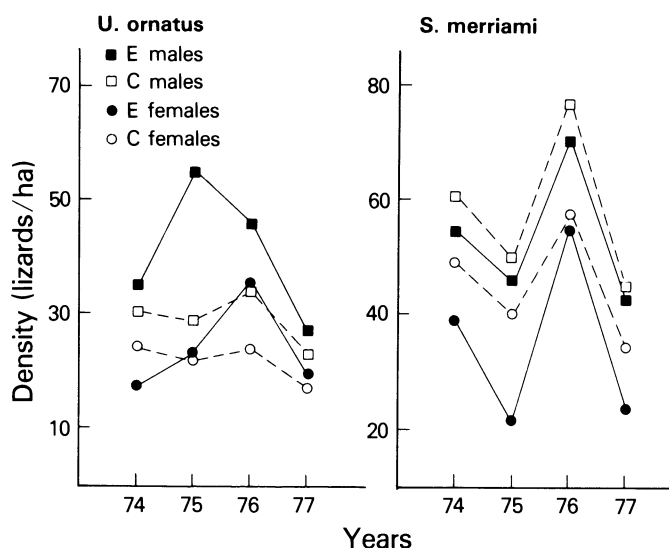 U. ornatus
E males
C males
E females
C females
S. merriami
Density (lizards/ha)
70
50
30
10
80
60
40
20
74 75 76 77
74 75 76 77
Years